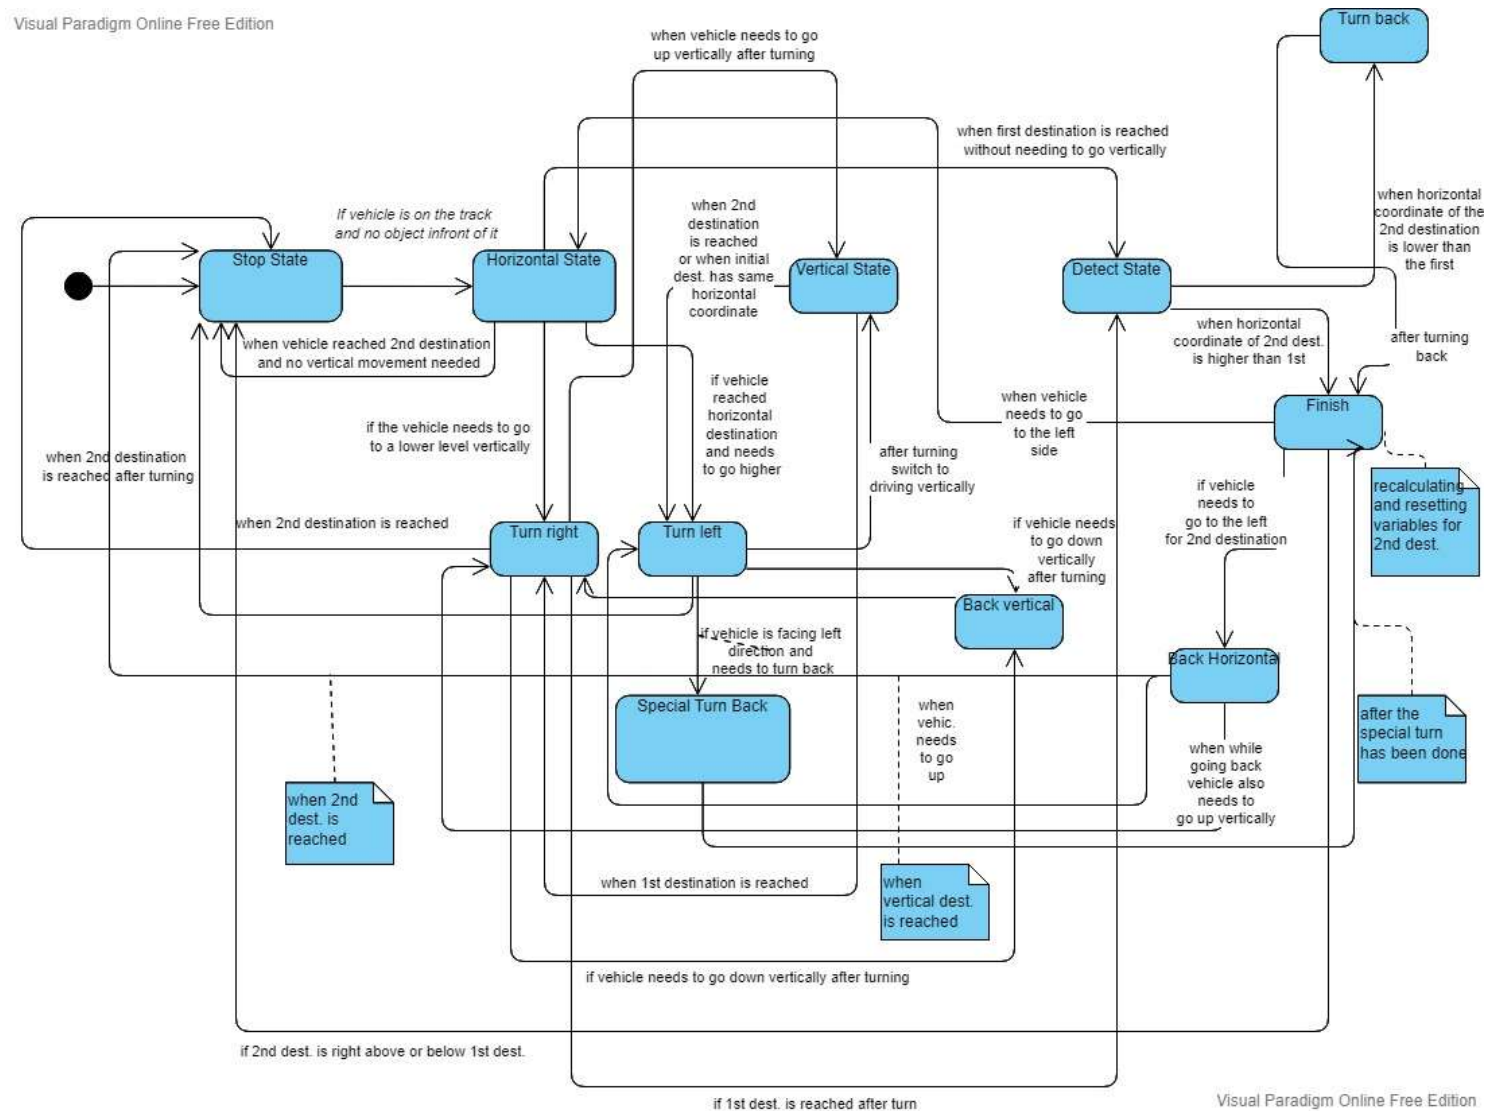 Visual Paradigm Online Free Edition
Turn back
when vehicle needs to go
up vertically after turning
when first destination is reached
without needing to go vertically
when horizontal
coordinate of the
2nd destination
is lower than
the first
If vehicle is on the track
and no object infront of it
when 2nd
destination
is reached
or when initial
dest. has same
horizontal
coordinate
Stop State
Horizontal State
Vertical State
Detect State
when vehicle reached 2nd destination
and no vertical movement needed
when horizontal
coordinate of 2nd dest.
is higher than 1st
after turning
back
if vehicle
reached
horizontal
destination
and needs
to go higher
when vehicle
needs to go
to the left
side
Finish
if the vehicle needs to go
to a lower level vertically
when 2nd destination
is reached after turning
after turning
switch to
driving vertically
if vehicle
needs to
go to the left
for 2nd destination
recalculating
and resetting
variables for
2nd dest.
when 2nd destination is reached
Turn right
Turn left
if vehicle needs
to go down
vertically
after turning
Back vertical
if vehicle is facing left
direction and
needs to turn back
Back Horizontal
Special Turn Back
when
vehic.
needs
to go
up
after the
special turn
has been done
when while
going back
vehicle also
needs to
go up vertically
when 2nd
dest. is
reached
when 1st destination is reached
when
vertical dest.
is reached
if vehicle needs to go down vertically after turning
if 2nd dest. is right above or below 1st dest.
if 1st dest. is reached after turn
Visual Paradigm Online Free Edition